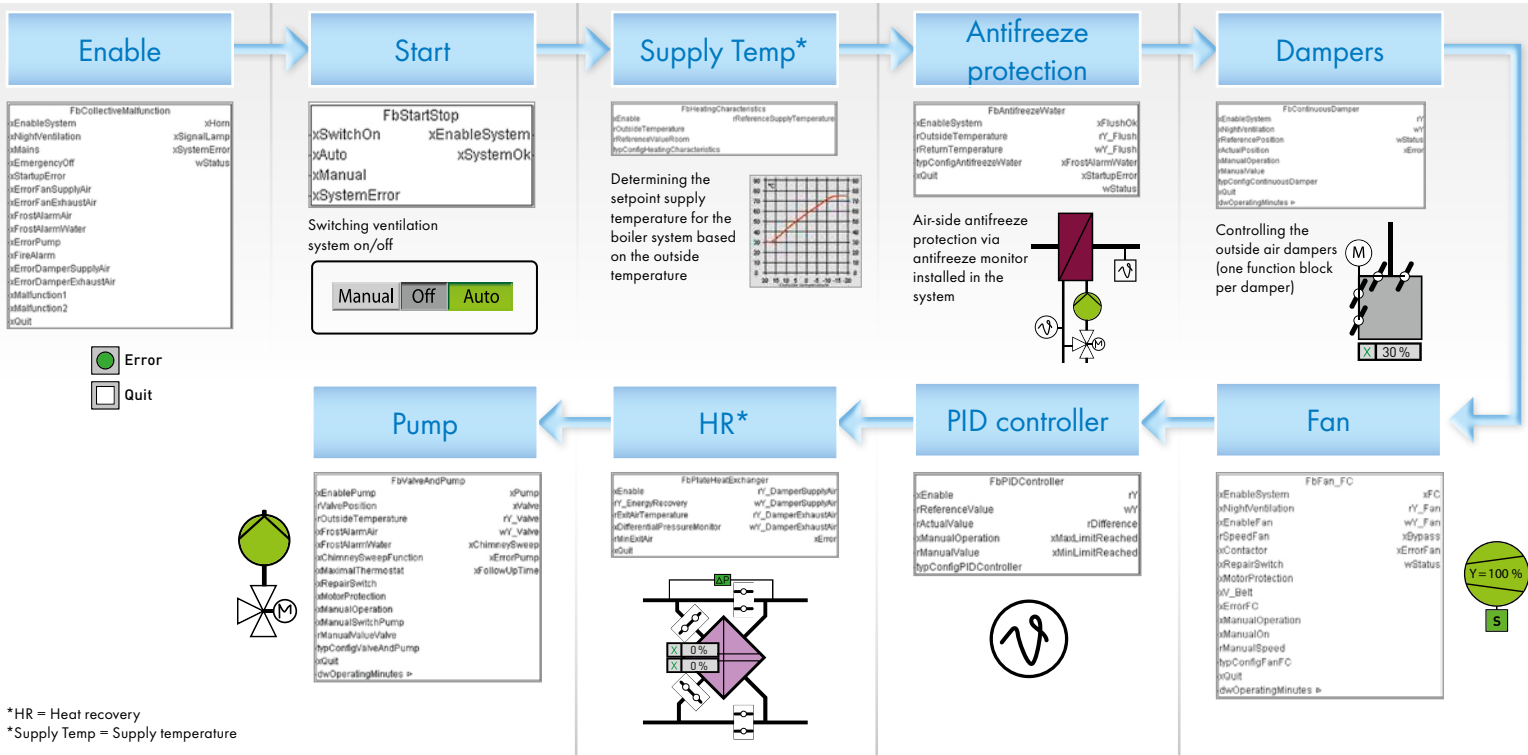 Enable
Start
Supply Temp*
Antifreeze
protection
Dampers
FbCollectiveMalfunction
xEnableSystem xHorn
xNightVentilation xSignalLamp
xMains xSystemError
xEmergencyOff wStatus
xStartupError
xErrorFanSupplyAir
xErrorFanExhaustAir
xFrostAlarmAir
xFrostAlarmWater
xErrorPump
xFireAlarm
xErrorDamperSupplyAir
xErrorDamperExhaustAir
xMalfunction1
xMalfunction2
xQuit
Error
Quit
FbStartStop
xSwitchOn xEnableSystem
xAuto xSystemOk
xManual
xSystemError
Switching ventilation
system on/off
Manual Off Auto
FbHeatingCharacteristics
xEnable rReferenceSupplyTemperature
rOutsideTemperature
rReferenceValueRoom
typConfigHeatingCharacteristics
Determining the
setpoint supply
temperature for the
boiler system based
on the outside
temperature
FbAntifreezeWater
xEnableSystem xFlushOk
rOutsideTemperature rY_Flush
rReturnTemperature wY_Flush
typConfigAntifreezeWater xFrostAlarmWater
xQuit xStartupError
wStatus
Air-side antifreeze
protection via
antifreeze monitor
installed in the
system
ϑ
ϑ
M
FbContinuousDamper
xEnableSystem rY
xNightVentilation wY
rReferencePosition wStatus
rActualPosition xError
xManualOperation
rManualValue
typConfigContinuousDamper
xQuit
dwOperatingMinutes
Controlling the
outside air dampers
(one function block
per damper)
M
X 30 %
Pump
HR*
PID controller
Fan
FbValveAndPump
xEnablePump xPump
rValvePosition xValve
rOutsideTemperature rY_Valve
xFrostAlarmAir wY_Valve
xFrostAlarmWater xChimneySweep
xChimneySweepFunction xErrorPump
xMaximalThermostat xFollowUpTime
xRepairSwitch
xMotorProtection
xManualOperation
xManualSwitchPump
rManualValueValve
typConfigValveAndPump
xQuit
dwOperatingMinutes
M
FbPlateHeatExchanger
xEnable rY_DamperSupplyAir
rY_EnergyRecovery wY_DamperSupplyAir
rExitAirTemperature rY_DamperExhaustAir
xDifferentialPressureMonitor wY_DamperExhaustAir
rMinExitAir xError
xQuit
ΔP
X 0 %
X 0 %
FbPIDController
xEnable rY
rReferenceValue wY
rActualValue rDifference
xManualOperation xMaxLimitReached
rManualValue xMinLimitReached
typConfigPIDController
ϑ
FbFan_FC
xEnableSystem xFC
xNightVentilation rY_Fan
xEnableFan wY_Fan
rSpeedFan xBypass
xContactor xErrorFan
xRepairSwitch wStatus
xMotorProtection
xV_Belt
xErrorFC
xManualOperation
xManualOn
rManualSpeed
typConfigFanFC
xQuit
dwOperatingMinutes
Y = 100 %
S
*HR = Heat recovery
*Supply Temp = Supply temperature